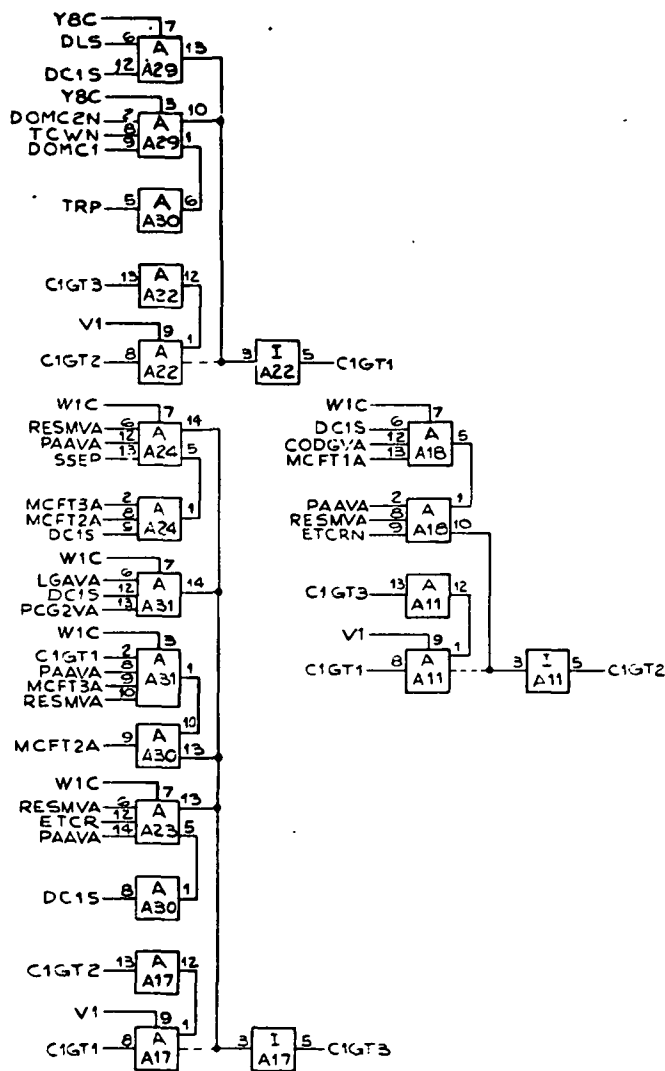 Y8C
7
DLS 6 A 13
DC1S 12 A29
Y8C
3
DOMC2N 7 A 10
TCWN 8 A29 1
DOMC1 9
TRP 5 A 6
A30
C1GT3 13 A 12
A22
V1
9
C1GT2 8 A 1
A22
3 I 5 C1GT1
A22
W1C
7
RESMVA 6 A 14
PAAVA 12 A24 5
SSEP 13
MCFT3A 2 A
MCFT2A 8 A24 1
DC1S
W1C
7
LGAVA 6 A 14
DC1S 12 A31
PCG2VA 13
W1C
3
C1GT1 2 A
PAAVA 8 A31 1
MCFT3A 9
RESMVA 10
MCFT2A 9 A 10
A30 13
W1C
7
RESMVA 6 A 13
ETCR 12 A23 5
PAAVA 14
DC1S 8 A 1
A30
C1GT2 13 A 12
A17
V1
9
C1GT1 8 A 1
A17
3 I 5 C1GT3
A17
W1C
7
DC1S 6 A 5
CODGVA 12 A18
MCFT1A 13
PAAVA 2 A 1
RESMVA 8 A18 10
ETCRN 9
C1GT3 13 A 12
A11
V1
9
C1GT1 8 A 1
A11
3 I 5 C1GT2
A11